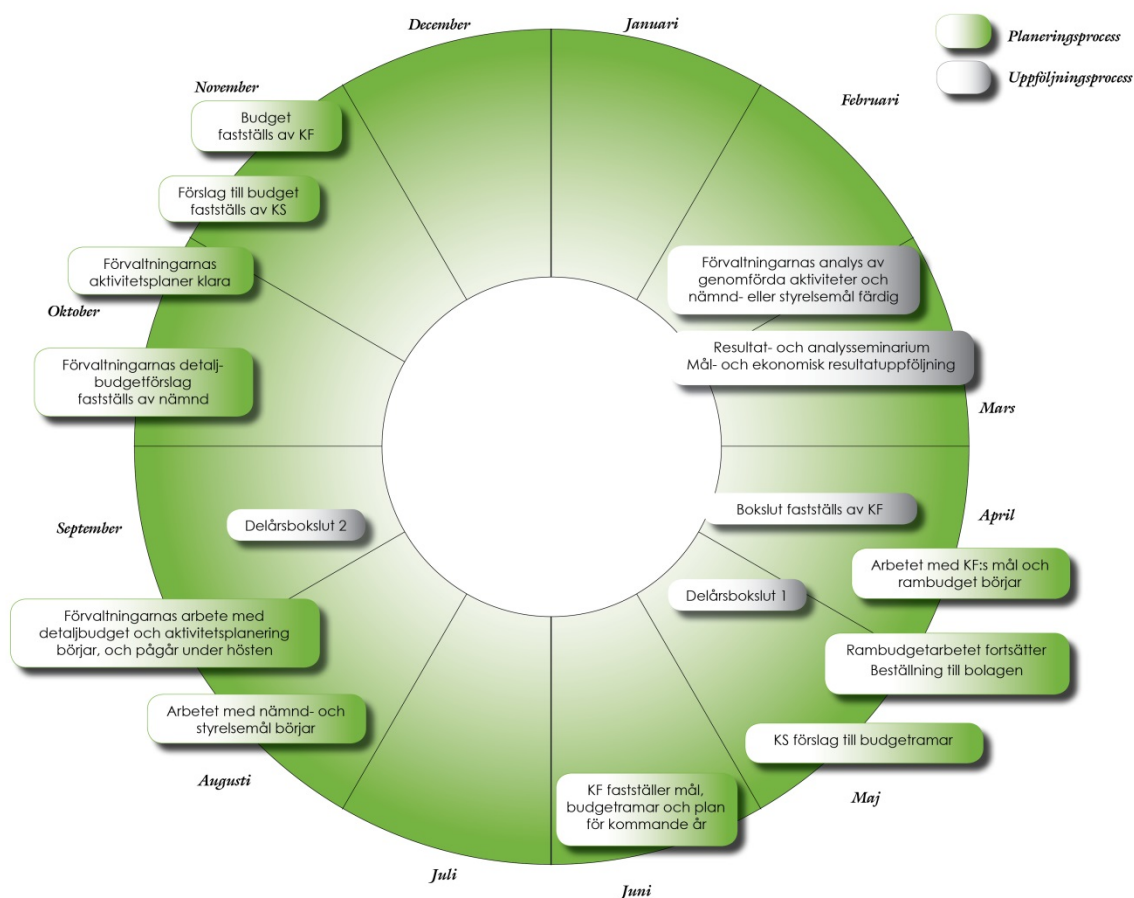 December
Januari
Planeringsprocess
Uppföljningsprocess
November
Februari
Budget
fastställs av KF
Förslag till budget
fastställs av KS
Förvaltningarnas
aktivitetsplaner klara
Förvaltningarnas analys av
genomförda aktiviteter och
nämnd- eller styrelsemål färdig
Oktober
Resultat- och analysseminarium
Mål- och ekonomisk resultatuppföljning
Förvaltningarnas detalj-
budgetförslag
fastställs av nämnd
Mars
September
Delårsbokslut 2
Bokslut fastställs av KF
April
Arbetet med KF:s mål och
rambudget börjar
Delårsbokslut 1
Förvaltningarnas arbete med
detaljbudget och aktivitetsplanering
börjar, och pågår under hösten
Rambudgetarbetet fortsätter
Beställning till bolagen
Arbetet med nämnd- och
styrelsemål börjar
KS förslag till budgetramar
Augusti
KF fastställer mål,
budgetramar och plan
för kommande år
Maj
Juli
Juni